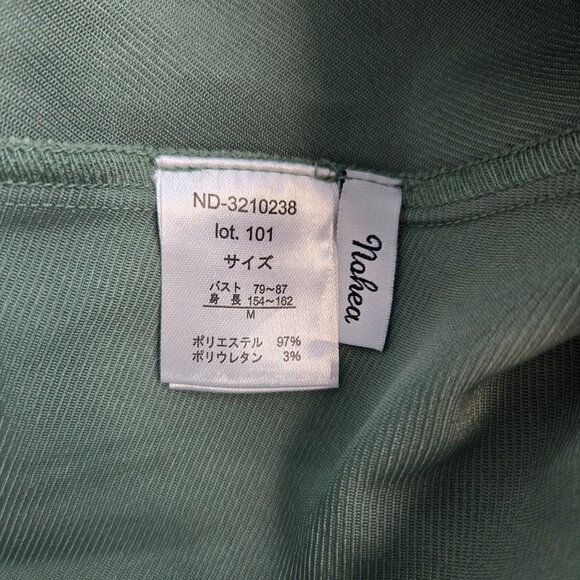 ND-3210238
lot. 101
サイズ
バスト 79~87
身 長 154~162
M
ポリエステル 97%
ポリウレタン 3%
Nohea